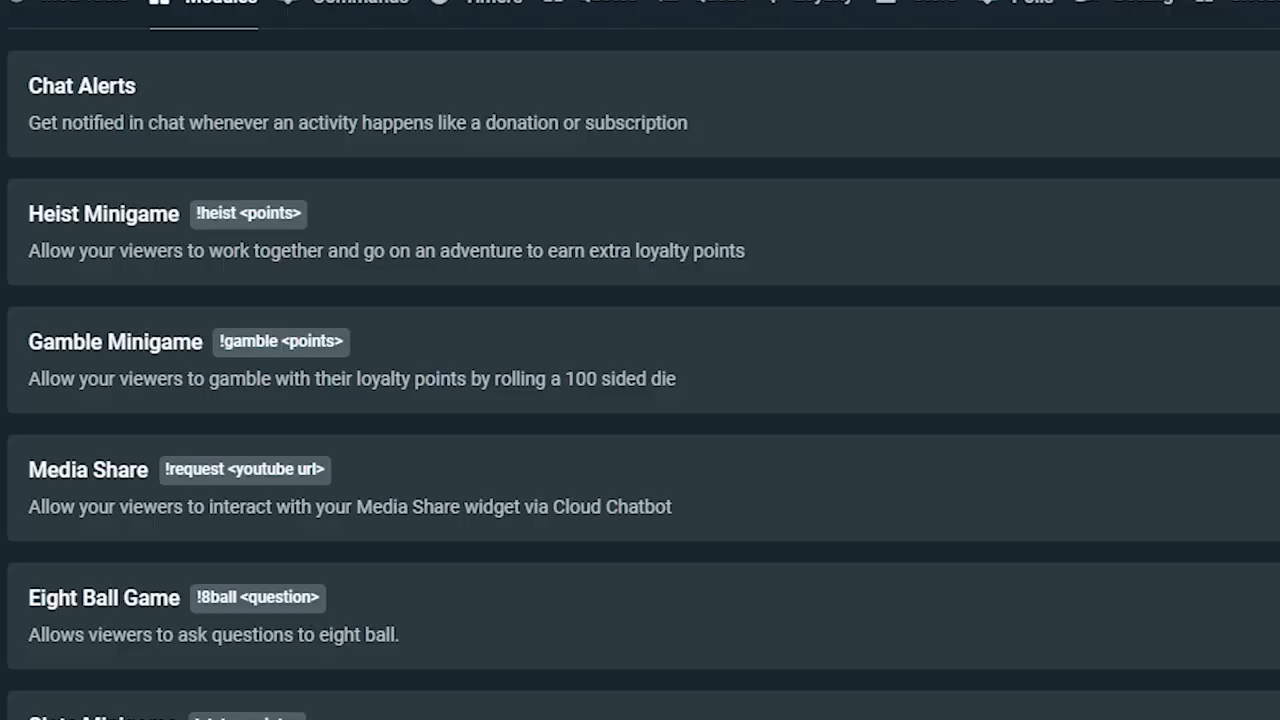 Modules Commands Timers
Chat Alerts
Get notified in chat whenever an activity happens like a donation or subscription
Heist Minigame !heist <points>
Allow your viewers to work together and go on an adventure to earn extra loyalty points
Gamble Minigame !gamble <points>
Allow your viewers to gamble with their loyalty points by rolling a 100 sided die
Media Share !request <youtube url>
Allow your viewers to interact with your Media Share widget via Cloud Chatbot
Eight Ball Game !8ball <question>
Allows viewers to ask questions to eight ball.